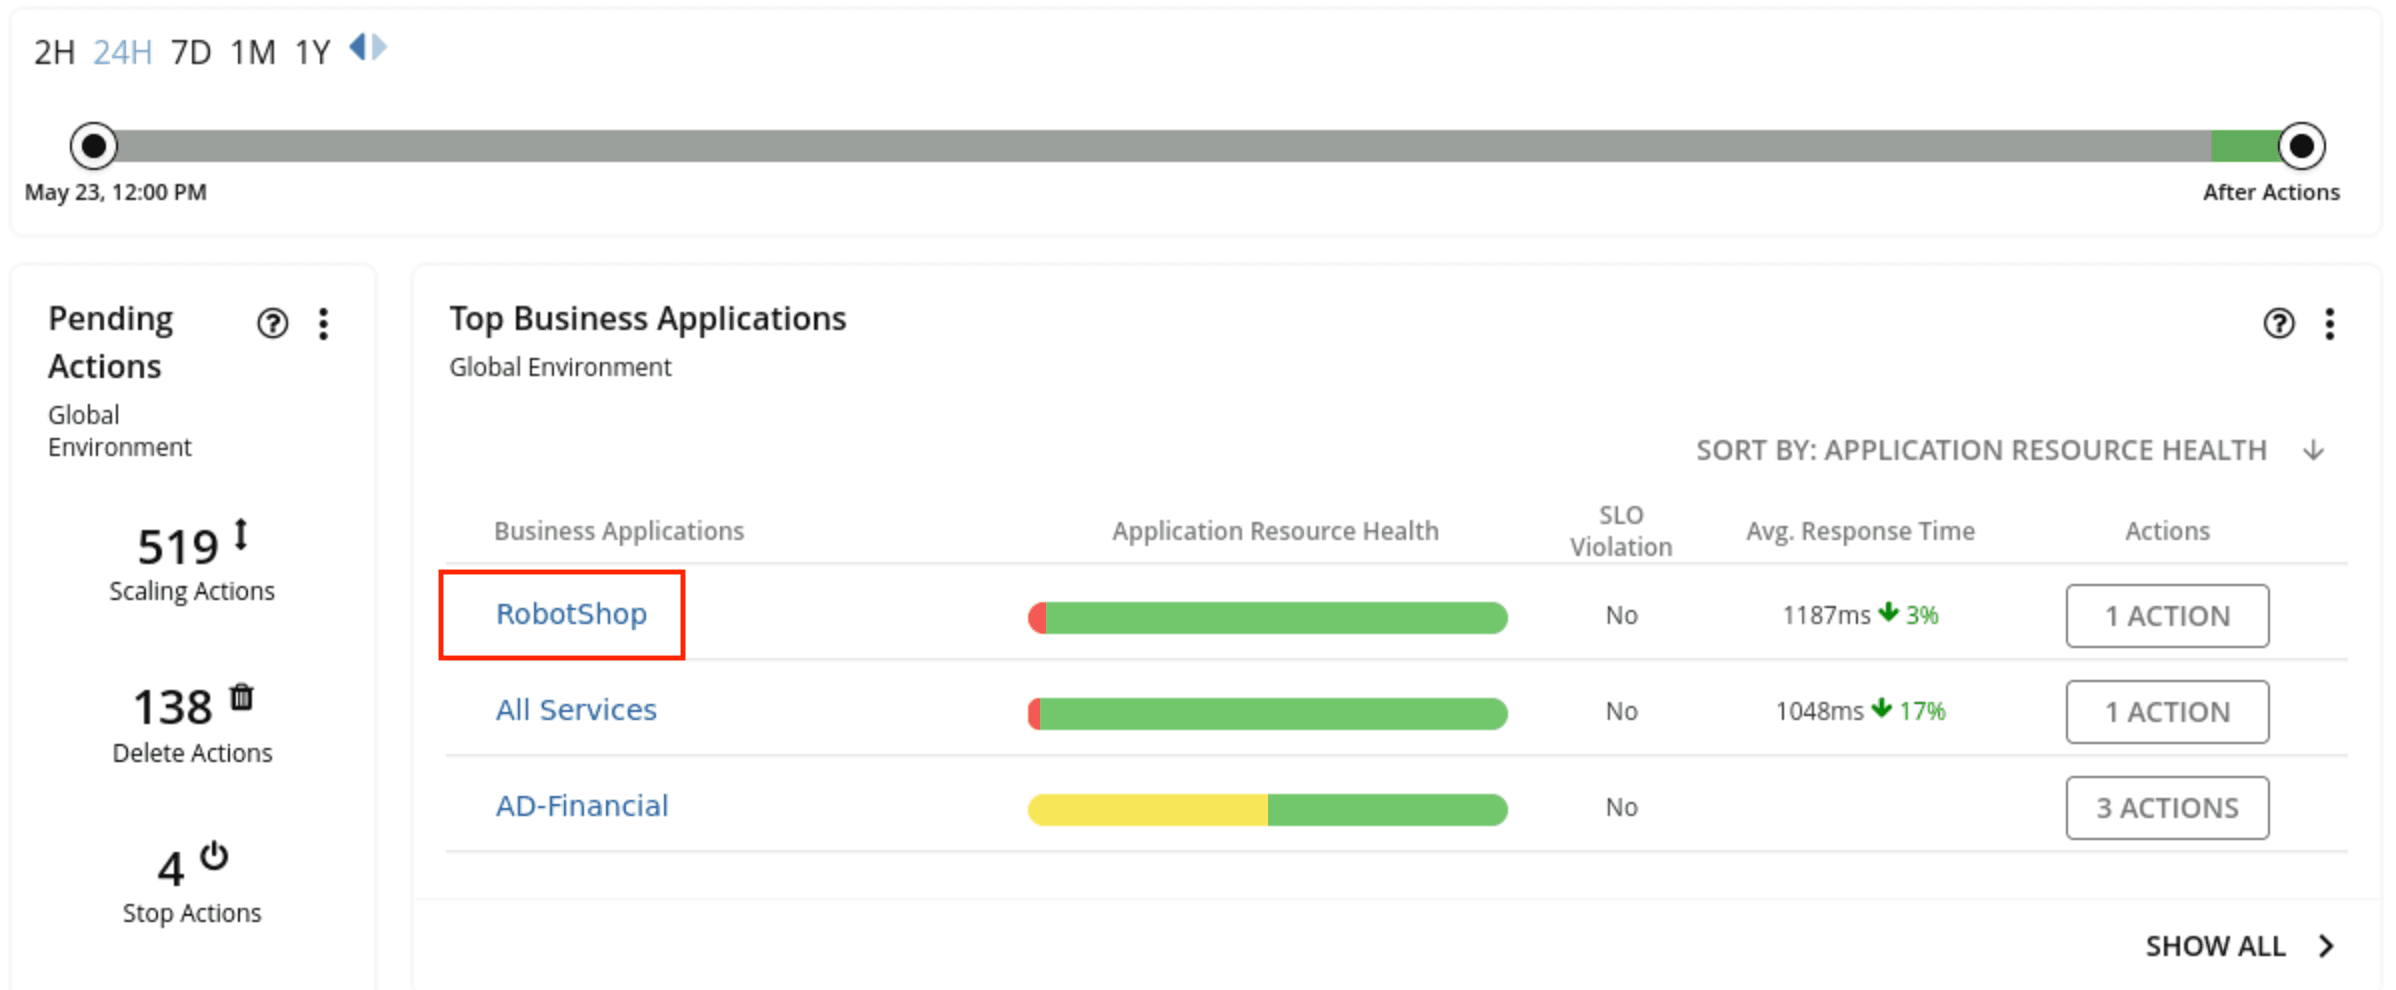 2H 24H 7D 1M 1Y
May 23, 12:00 PM
After Actions
Pending
Actions
Global
Environment
519
Scaling Actions
138
Delete Actions
4
Stop Actions
Top Business Applications
Global Environment
SORT BY: APPLICATION RESOURCE HEALTH
Business Applications Application Resource Health SLO Violation Avg. Response Time Actions
RobotShop No 1187ms 3% 1 ACTION
All Services No 1048ms 17% 1 ACTION
AD-Financial No 3 ACTIONS
SHOW ALL